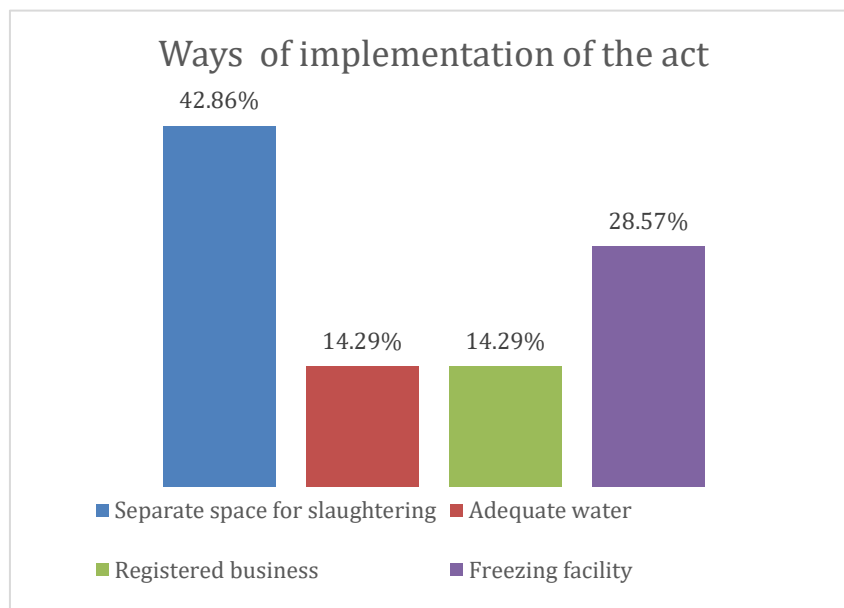 Ways of implementation of the act
42.86%
28.57%
14.29% 14.29%
Separate space for slaughtering Adequate water
Registered business Freezing facility